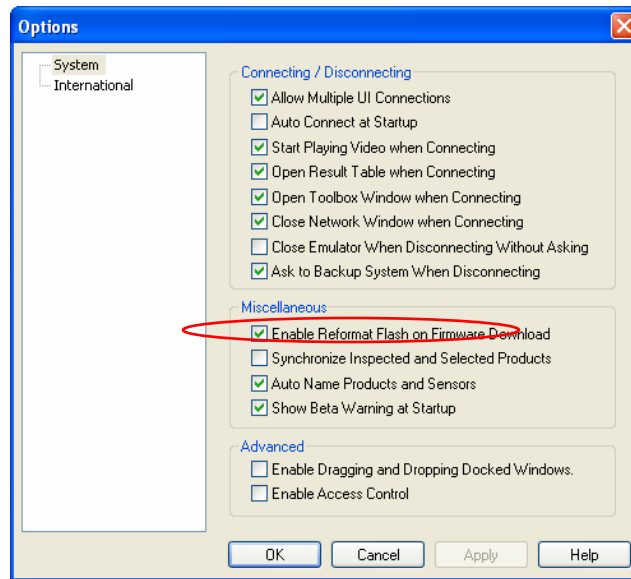 Options
System
International
Connecting / Disconnecting
Allow Multiple UI Connections
Auto Connect at Startup
Start Playing Video when Connecting
Open Result Table when Connecting
Open Toolbox Window when Connecting
Close Network Window when Connecting
Close Emulator When Disconnecting Without Asking
Ask to Backup System When Disconnecting
Miscellaneous
Enable Reformat Flash on Firmware Download
Synchronize Inspected and Selected Products
Auto Name Products and Sensors
Show Beta Warning at Startup
Advanced
Enable Dragging and Dropping Docked Windows.
Enable Access Control
OK Cancel Apply Help